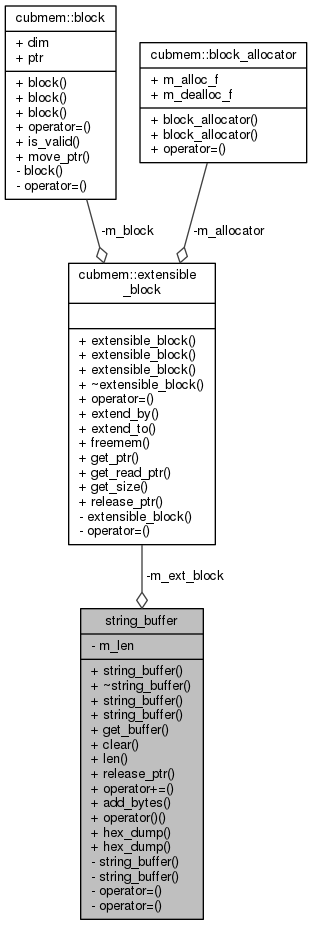 cubmem::block
+ dim
+ ptr
+ block()
+ block()
+ block()
+ operator=()
+ is_valid()
+ move_ptr()
- block()
- operator=()
cubmem::block_allocator
+ m_alloc_f
+ m_dealloc_f
+ block_allocator()
+ block_allocator()
+ operator=()
-m_block
-m_allocator
cubmem::extensible
_block
+ extensible_block()
+ extensible_block()
+ extensible_block()
+ ~extensible_block()
+ operator=()
+ extend_by()
+ extend_to()
+ freemem()
+ get_ptr()
+ get_read_ptr()
+ get_size()
+ release_ptr()
- extensible_block()
- operator=()
-m_ext_block
string_buffer
- m_len
+ string_buffer()
+ ~string_buffer()
+ string_buffer()
+ string_buffer()
+ get_buffer()
+ clear()
+ len()
+ release_ptr()
+ operator+=()
+ add_bytes()
+ operator()()
+ hex_dump()
+ hex_dump()
- string_buffer()
- string_buffer()
- operator=()
- operator=()